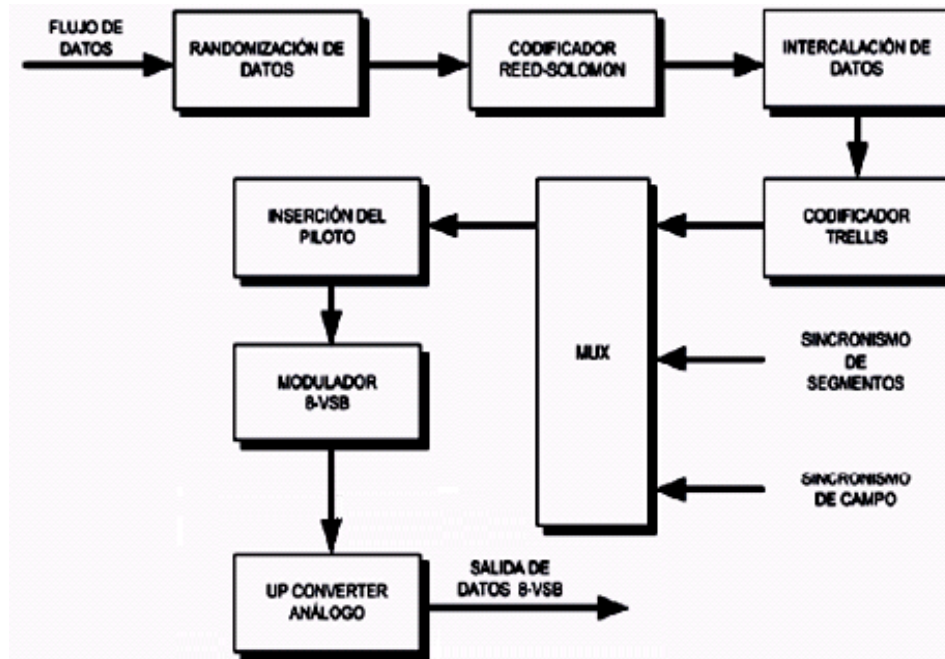 FLUJO DE
DATOS
RANDOMIZACIÓN DE
DATOS
CODIFICADOR
REED-SOLOMON
INTERCALACIÓN DE
DATOS
INSERCIÓN DEL
PILOTO
MUX
CODIFICADOR
TRELLIS
MODULADOR
8-VSB
SINCRONISMO
DE
SEGMENTOS
SINCRONISMO
DE CAMPO
UP CONVERTER
ANÁLOGO
SALIDA DE
DATOS 8-VSB